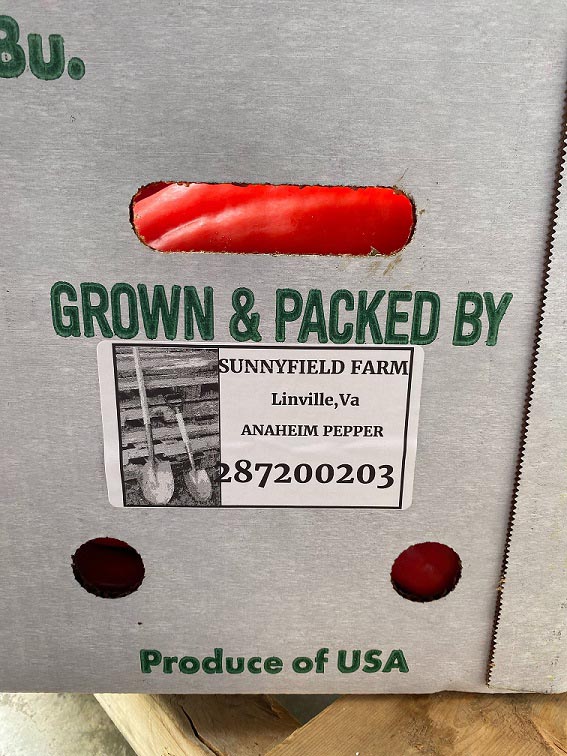 Bu.
GROWN & PACKED BY
SUNNYFIELD FARM
Linville,Va
ANAHEIM PEPPER
287200203
Produce of USA